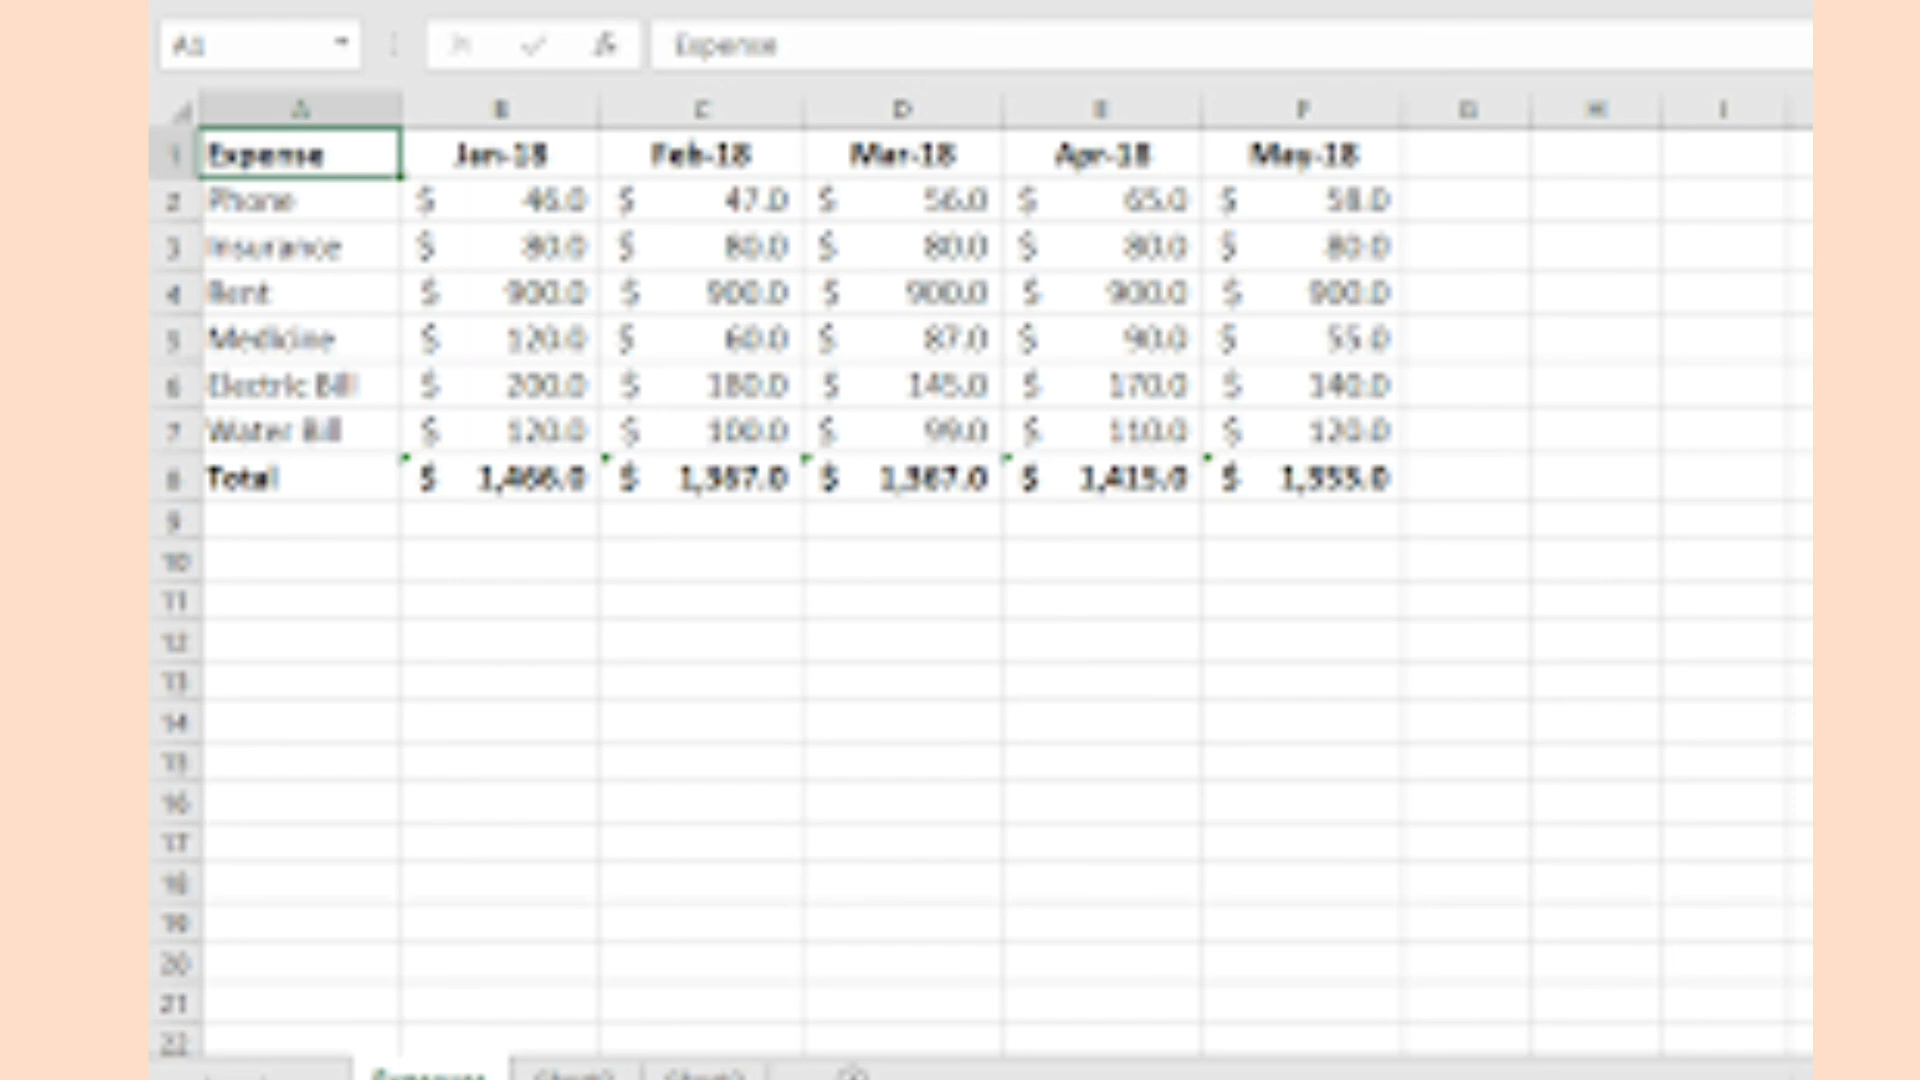 A1 fx Expense
A B C D E F G H I
1 Expense Jan-18 Feb-18 Mar-18 Apr-18 May-18
2 Phone $ 46.0 $ 47.0 $ 56.0 $ 65.0 $ 58.0
3 Insurance $ 80.0 $ 80.0 $ 80.0 $ 80.0 $ 80.0
4 Rent $ 900.0 $ 900.0 $ 900.0 $ 900.0 $ 900.0
5 Medicine $ 120.0 $ 60.0 $ 87.0 $ 90.0 $ 55.0
6 Electric Bill $ 200.0 $ 180.0 $ 145.0 $ 170.0 $ 140.0
7 Water Bill $ 120.0 $ 100.0 $ 99.0 $ 110.0 $ 120.0
8 Total $ 1,466.0 $ 1,367.0 $ 1,367.0 $ 1,415.0 $ 1,353.0
9
10
11
12
13
14
15
16
17
18
19
20
21
22